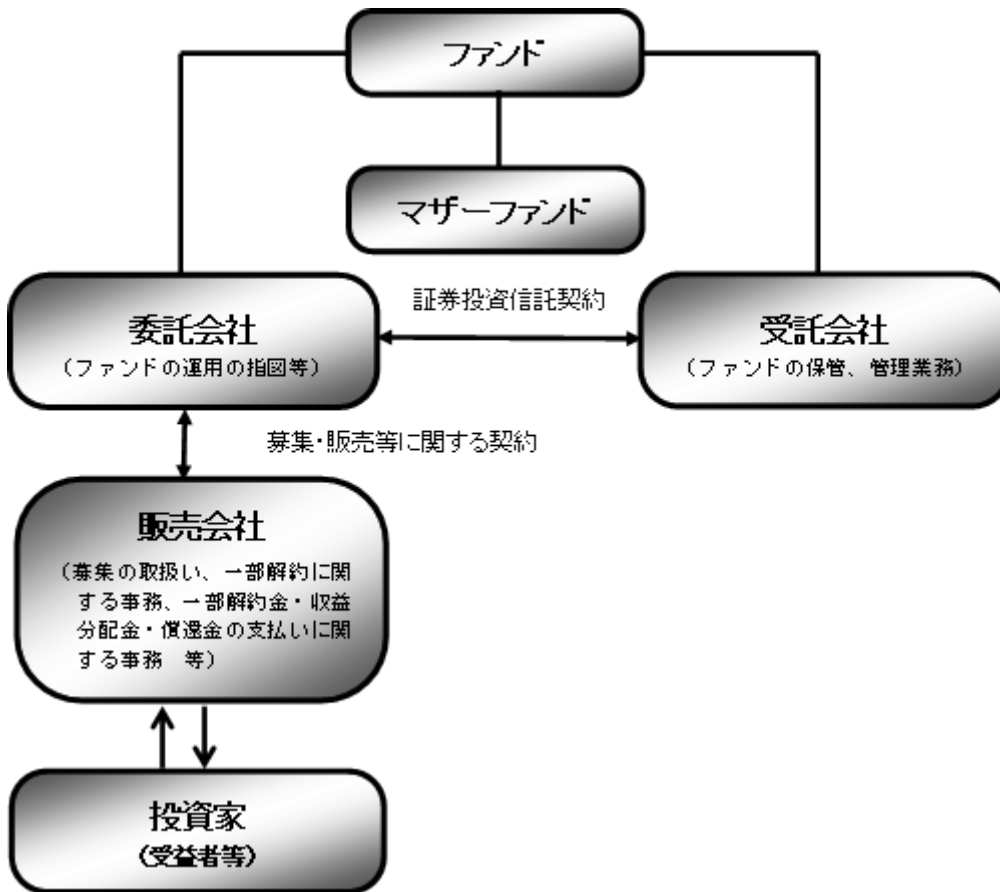 ファンド
マザーファンド
証券投資信託契約
委託会社
(ファンドの運用の指図等)
受託会社
(ファンドの保管、管理業務)
募集・販売等に関する契約
販売会社
(募集の取扱い、一部解約に関
する事務、一部解約金・収益
分配金・償還金の支払いに関
する事務 等)
投資家
(受益者等)